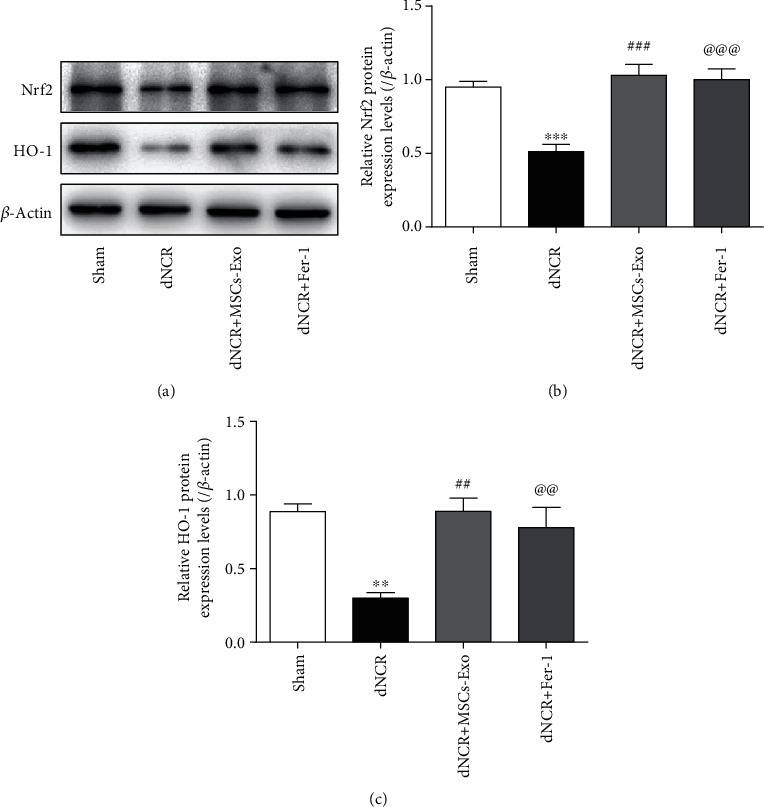 Nrf2
HO-1
β-Actin
Sham
dNCR
dNCR+MSCs-Exo
dNCR+Fer-1
(a)
Relative Nrf2 protein
expression levels (/β-actin)
1.5
1.0
0.5
0.0
***
###
@@@
Sham
dNCR
dNCR+MSCs-Exo
dNCR+Fer-1
(b)
Relative HO-1 protein
expression levels (/β-actin)
1.5
1.0
0.5
0.0
**
##
@@
Sham
dNCR
dNCR+MSCs-Exo
dNCR+Fer-1
(c)